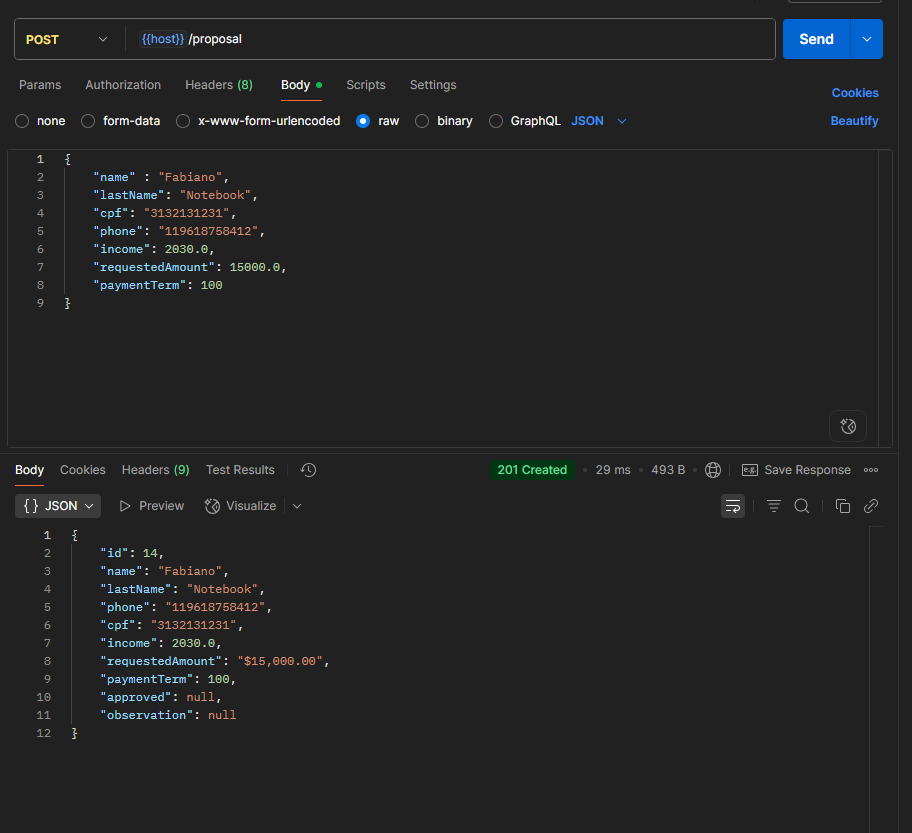 POST {{host}} /proposal Send
Params Authorization Headers (8) Body Scripts Settings Cookies
none form-data x-www-form-urlencoded raw binary GraphQL JSON Beautify
1 {
2 "name" : "Fabiano",
3 "lastName": "Notebook",
4 "cpf": "3132131231",
5 "phone": "119618758412",
6 "income": 2030.0,
7 "requestedAmount": 15000.0,
8 "paymentTerm": 100
9 }
Body Cookies Headers (9) Test Results 201 Created 29 ms 493 B e.g. Save Response
{} JSON Preview Visualize
1 {
2 "id": 14,
3 "name": "Fabiano",
4 "lastName": "Notebook",
5 "phone": "119618758412",
6 "cpf": "3132131231",
7 "income": 2030.0,
8 "requestedAmount": "$15,000.00",
9 "paymentTerm": 100,
10 "approved": null,
11 "observation": null
12 }